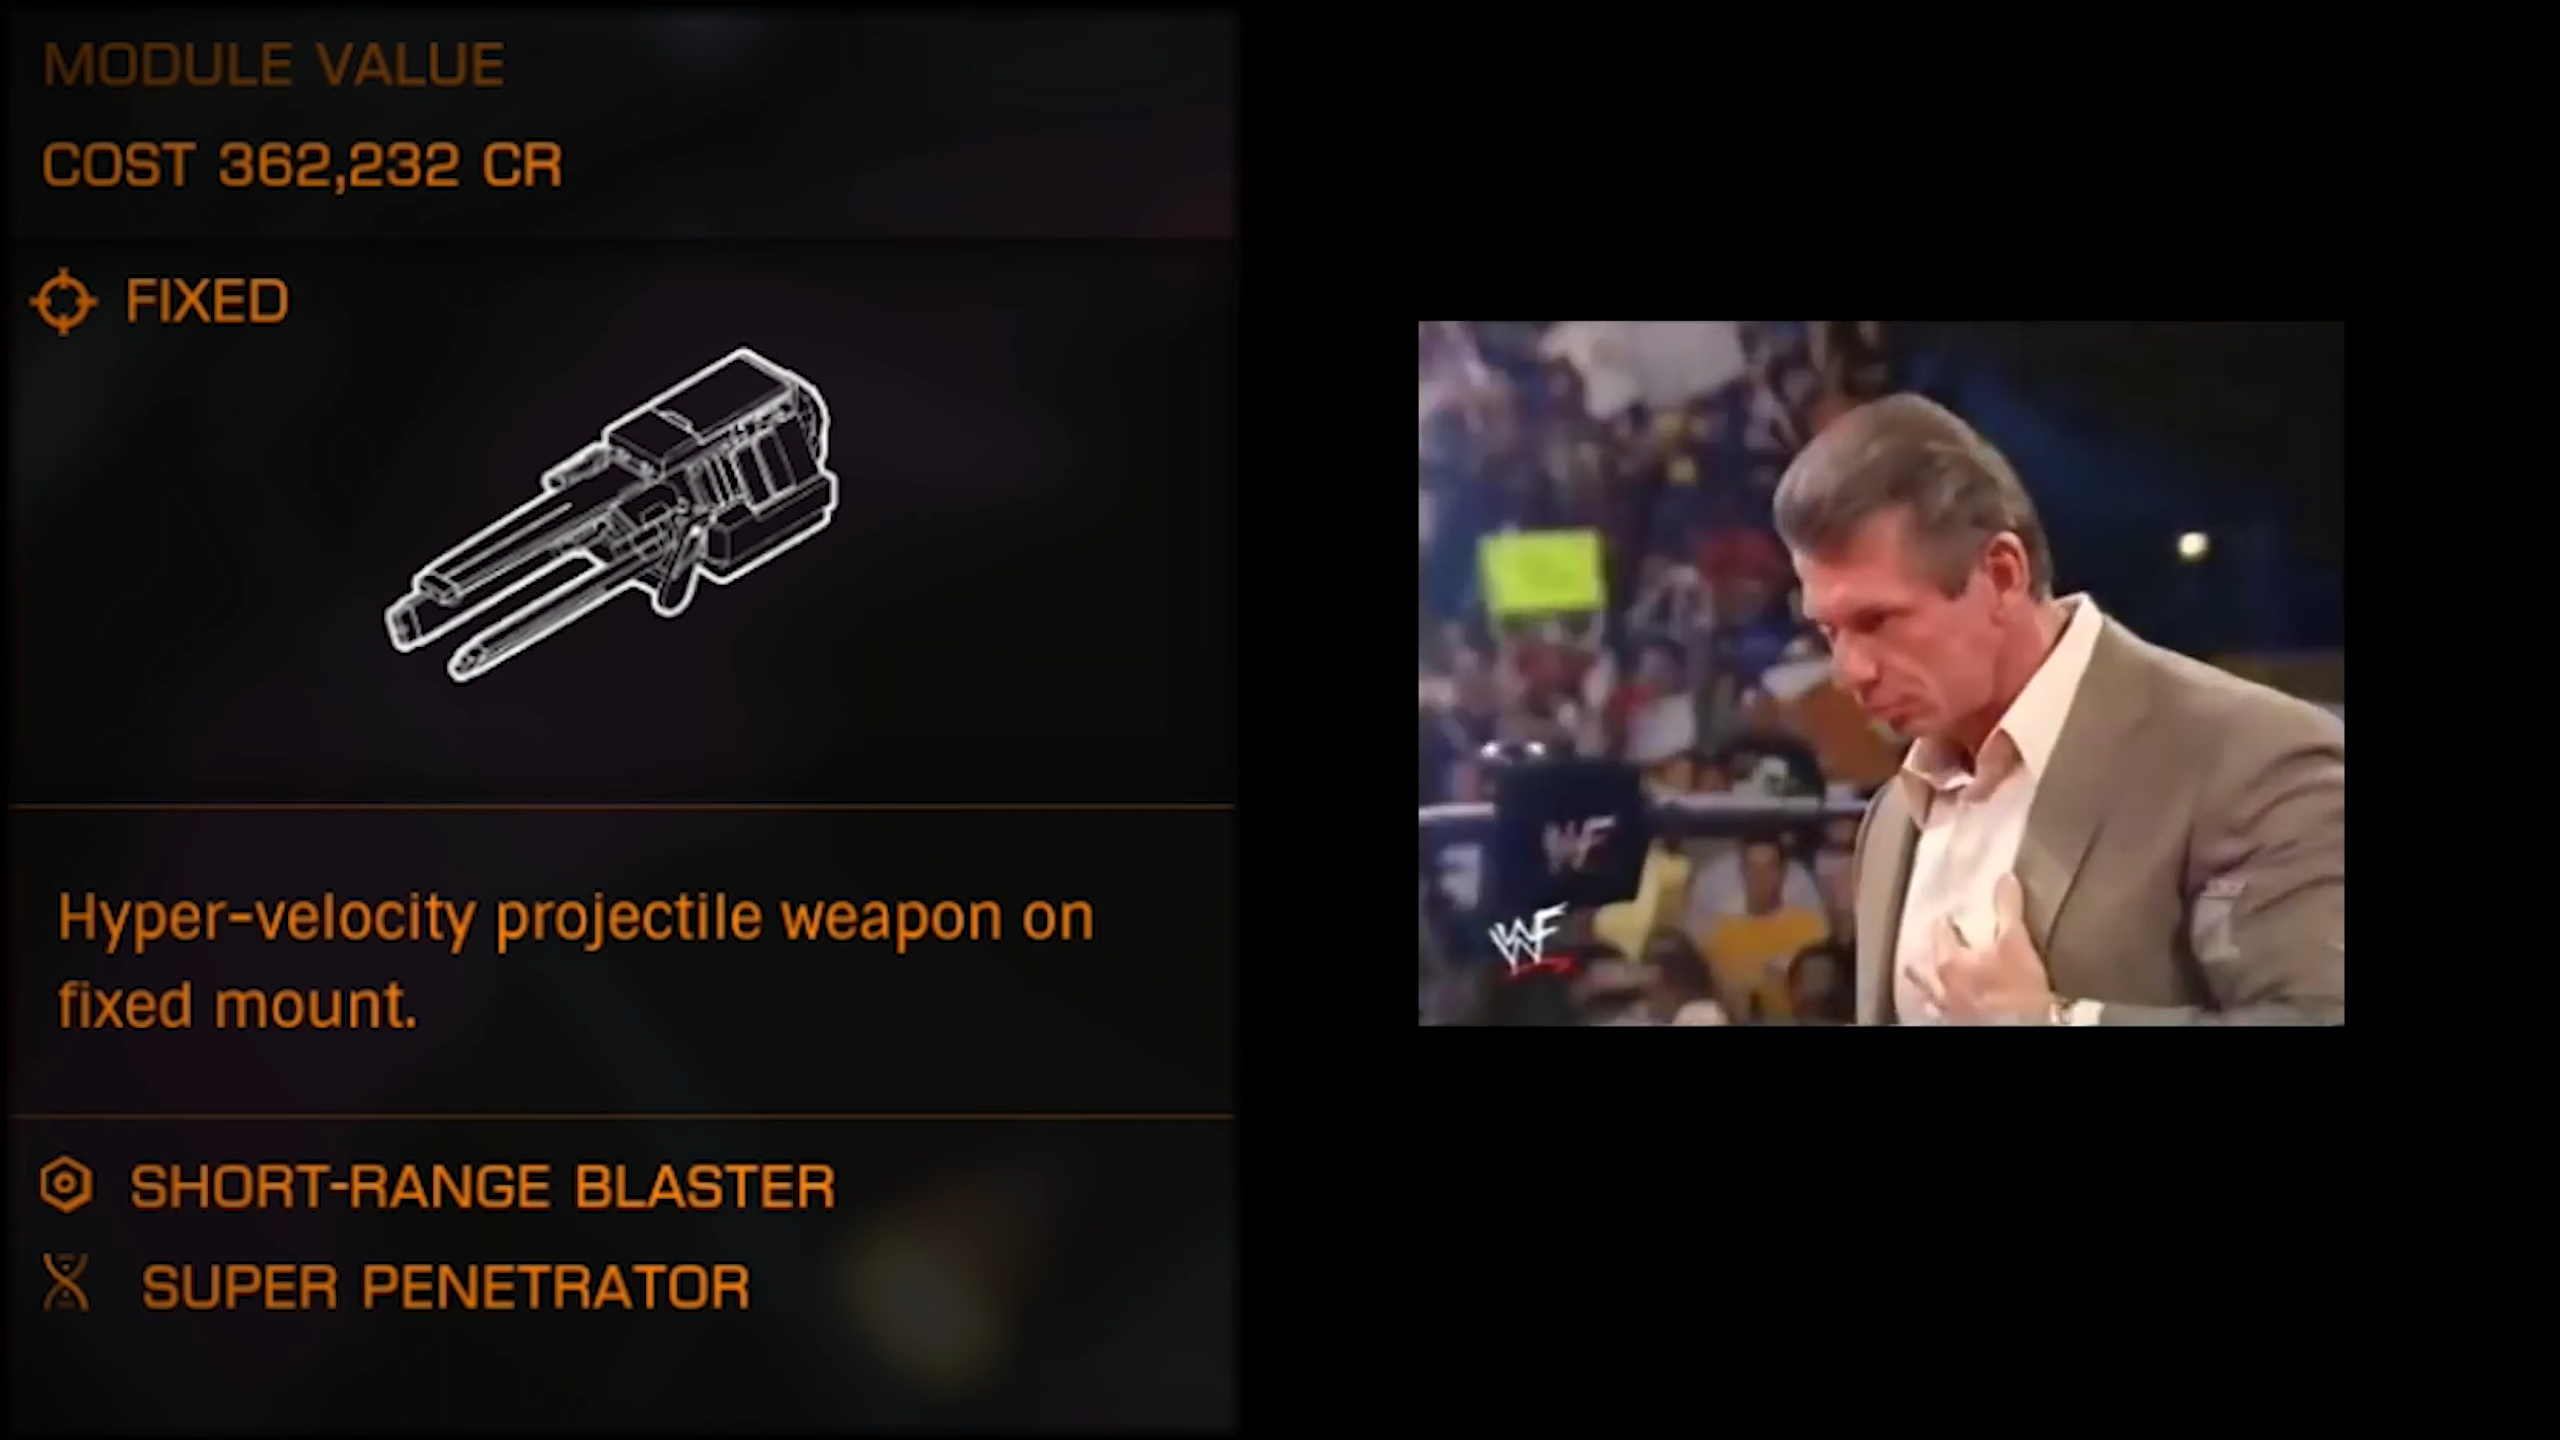 MODULE VALUE
COST 362,232 CR
FIXED
Hyper-velocity projectile weapon on
fixed mount.
SHORT-RANGE BLASTER
SUPER PENETRATOR
WF
WF